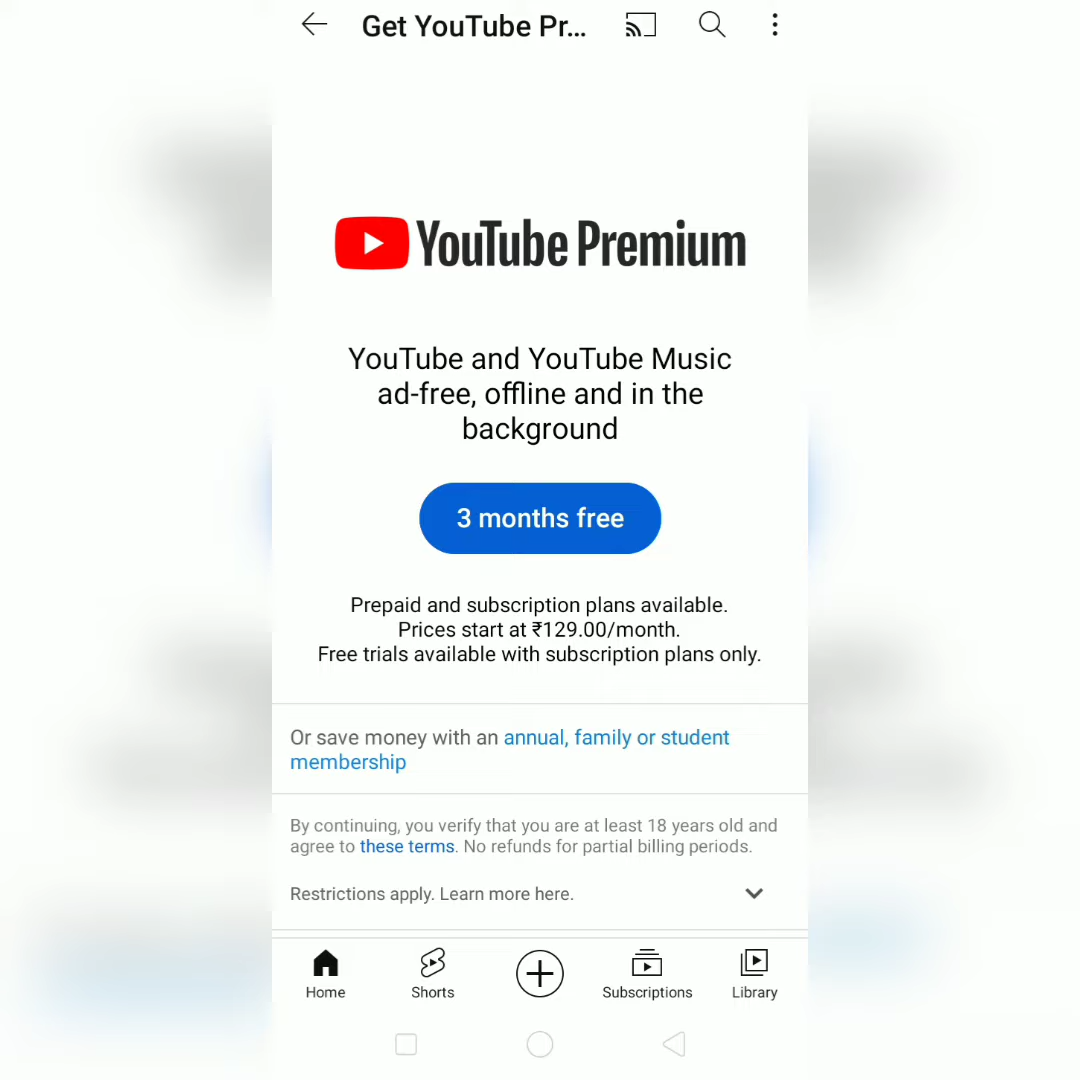 Get YouTube Pr...
YouTube Premium
YouTube and YouTube Music
ad-free, offline and in the
background
3 months free
Prepaid and subscription plans available.
Prices start at ₹129.00/month.
Free trials available with subscription plans only.
Or save money with an annual, family or student
membership
By continuing, you verify that you are at least 18 years old and
agree to these terms. No refunds for partial billing periods.
Restrictions apply. Learn more here.
Home
Shorts
Subscriptions
Library